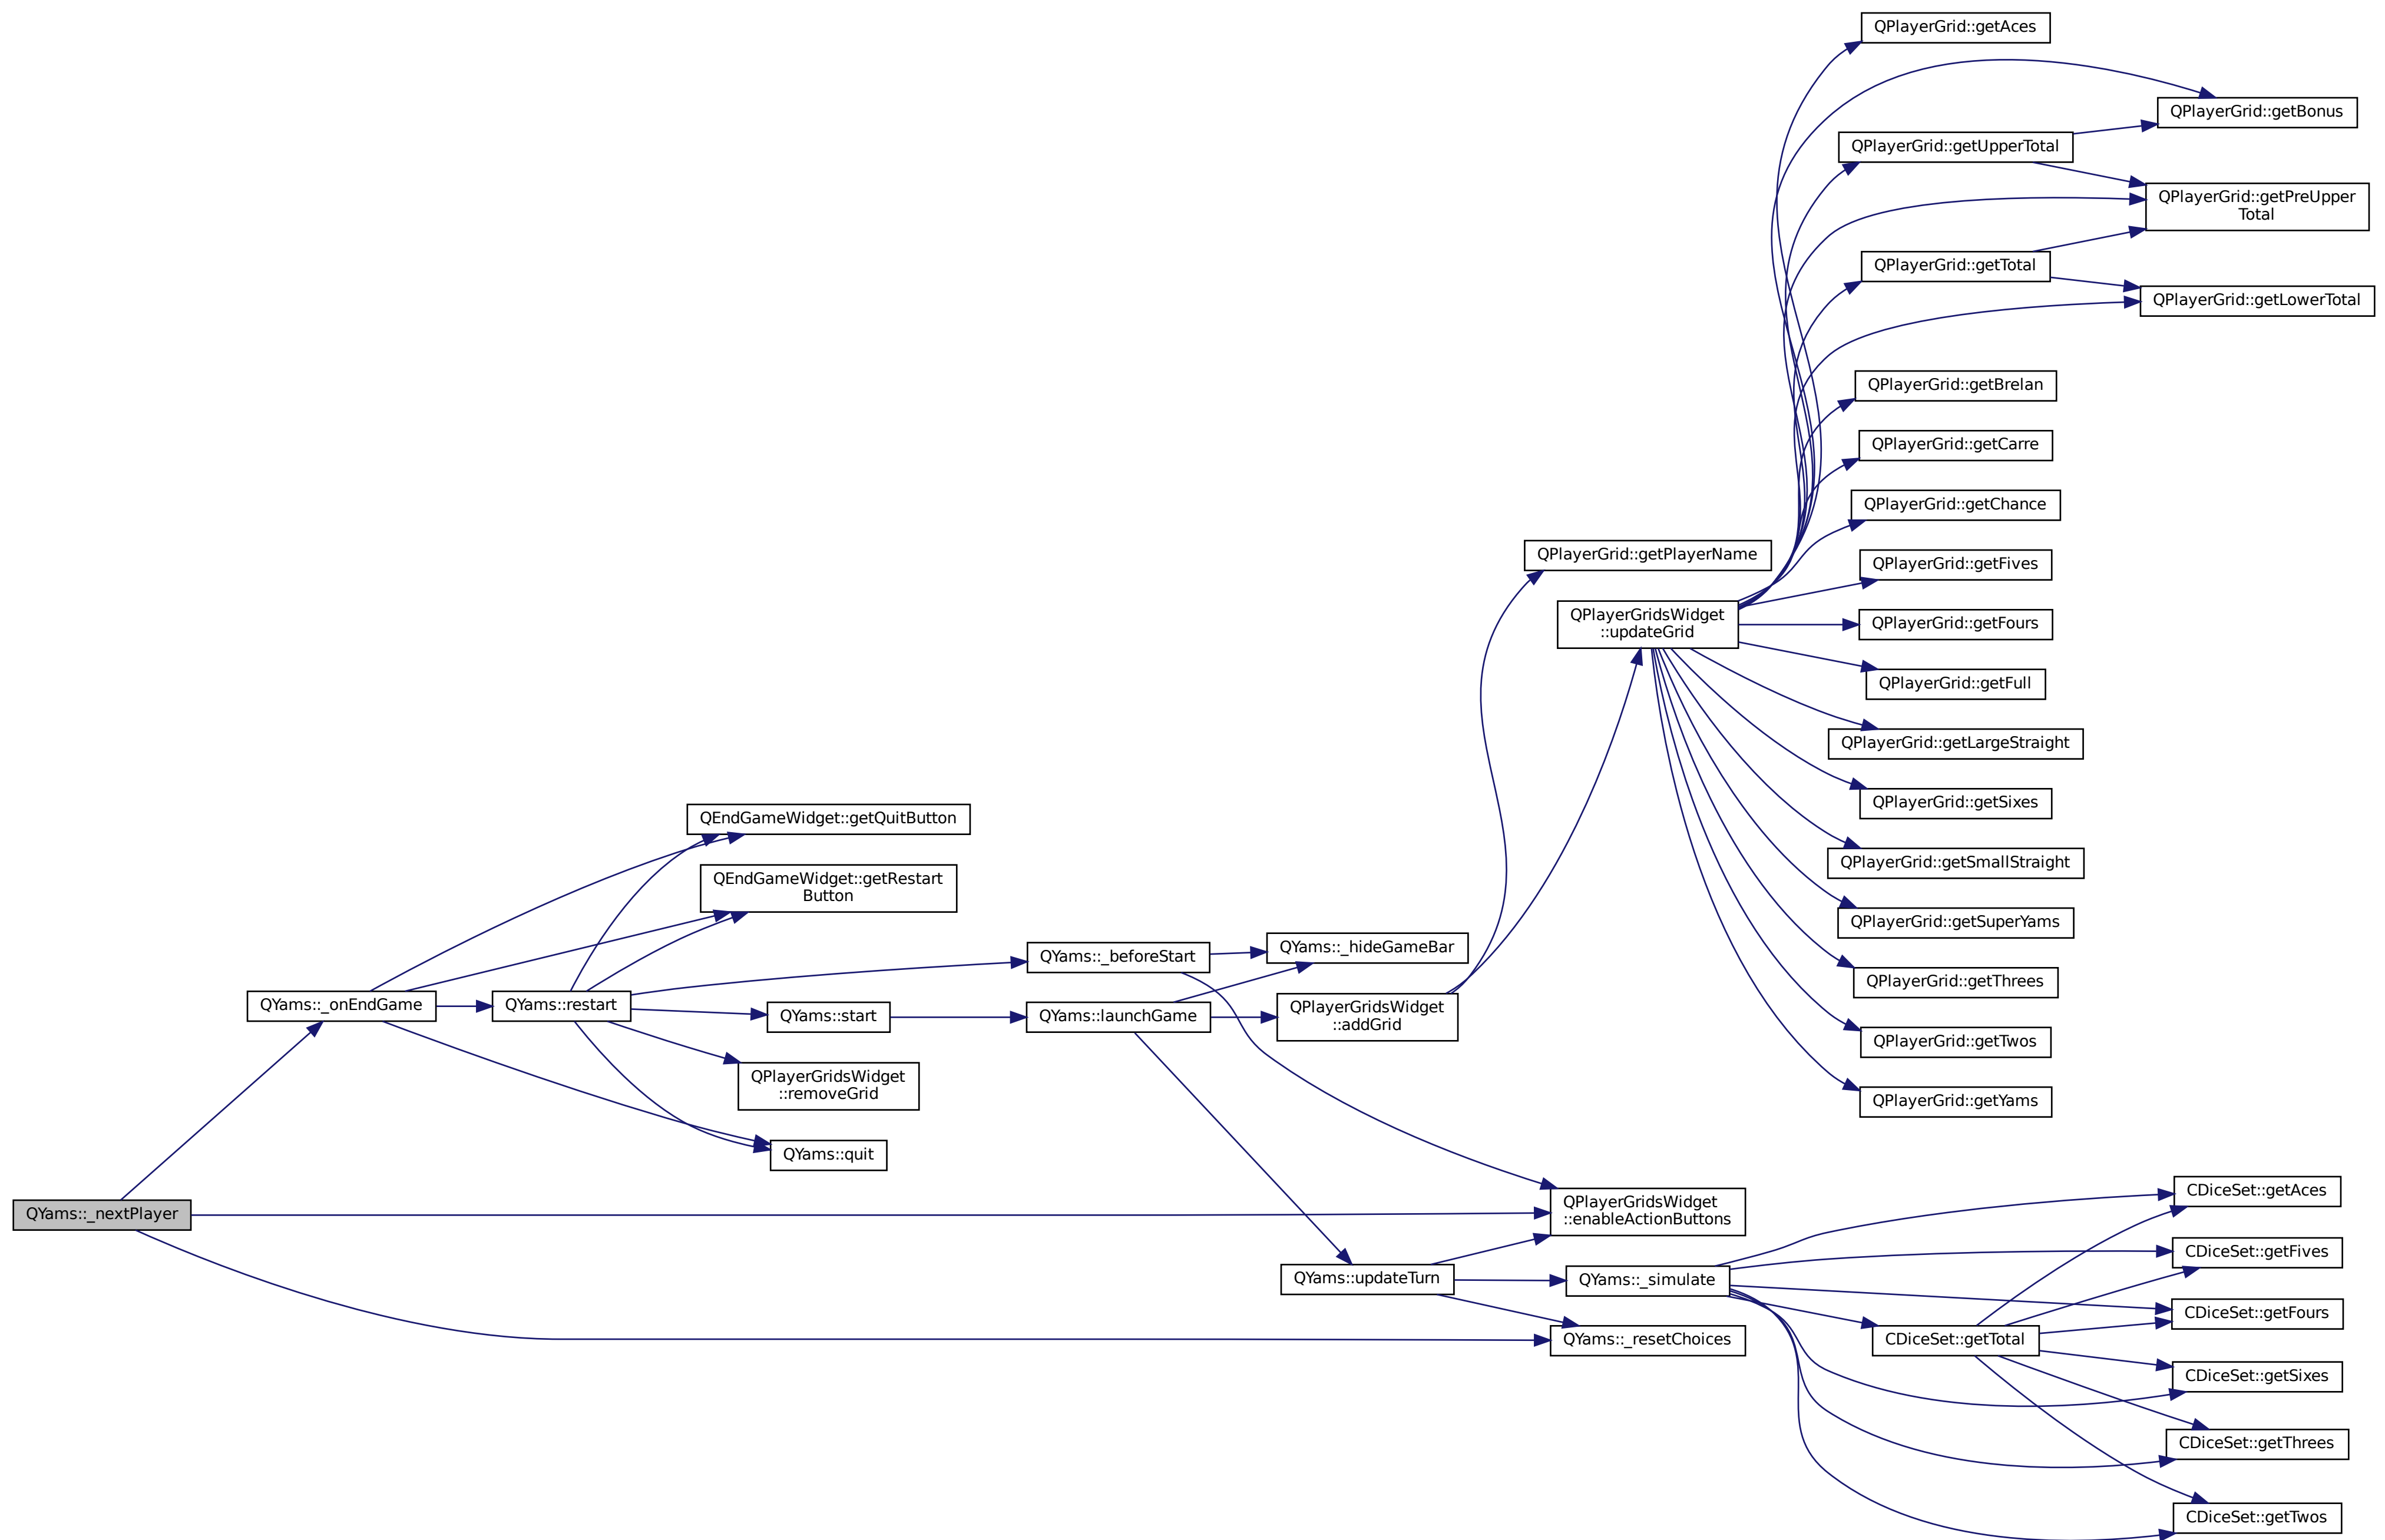 QPlayerGrid::getAces
QPlayerGrid::getBonus
QPlayerGrid::getUpperTotal
QPlayerGrid::getPreUpper
Total
QPlayerGrid::getTotal
QPlayerGrid::getLowerTotal
QPlayerGrid::getBrelan
QPlayerGrid::getCarre
QPlayerGrid::getChance
QPlayerGrid::getPlayerName
QPlayerGrid::getFives
QPlayerGridsWidget
::updateGrid
QPlayerGrid::getFours
QPlayerGrid::getFull
QPlayerGrid::getLargeStraight
QPlayerGrid::getSixes
QEndGameWidget::getQuitButton
QPlayerGrid::getSmallStraight
QEndGameWidget::getRestart
Button
QPlayerGrid::getSuperYams
QYams::_beforeStart
QYams::_hideGameBar
QPlayerGrid::getThrees
QYams::_onEndGame
QYams::restart
QYams::start
QYams::launchGame
QPlayerGridsWidget
::addGrid
QPlayerGrid::getTwos
QPlayerGridsWidget
::removeGrid
QPlayerGrid::getYams
QYams::quit
CDiceSet::getAces
QYams::_nextPlayer
QPlayerGridsWidget
::enableActionButtons
CDiceSet::getFives
QYams::updateTurn
QYams::_simulate
CDiceSet::getFours
QYams::_resetChoices
CDiceSet::getTotal
CDiceSet::getSixes
CDiceSet::getThrees
CDiceSet::getTwos